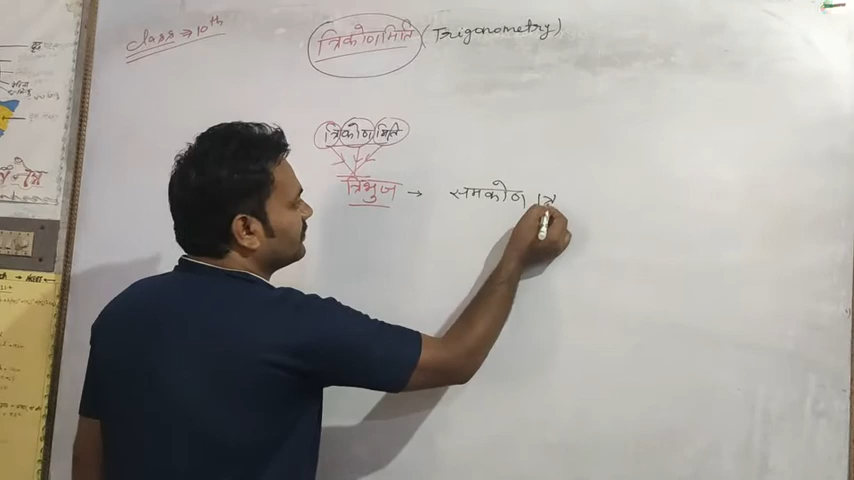 class → 10th
त्रिकोणमिति (Trigonometry)
त्रिकोणमिति
त्रिभुज → समकोण त्रि